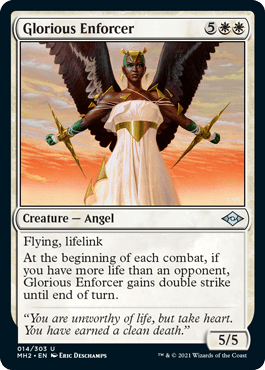 Glorious Enforcer 5
Creature — Angel
Flying, lifelink
At the beginning of each combat, if
you have more life than an opponent,
Glorious Enforcer gains double strike
until end of turn.
“You are unworthy of life, but take heart.
You have earned a clean death.”
5/5
014/303 U
MH2 • EN Eric Deschamps
™ & © 2021 Wizards of the Coast